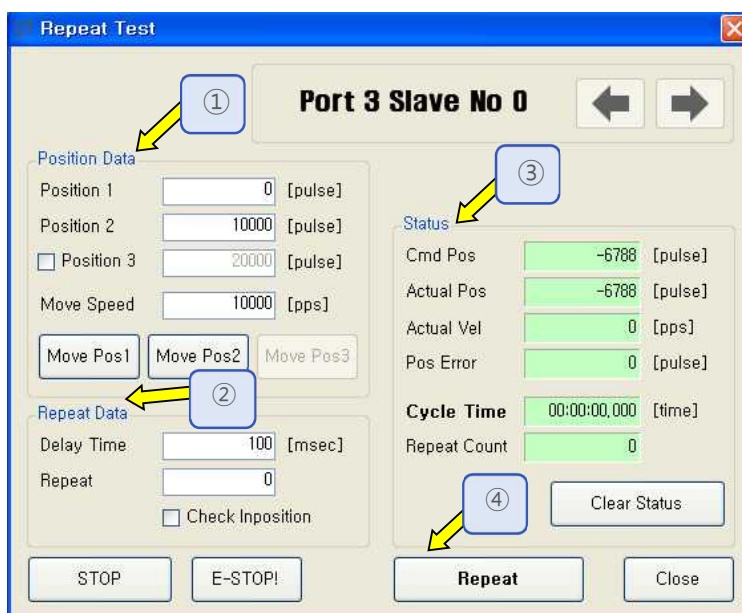 Repeat Test
①
Port 3 Slave No 0
Position Data
Position 1 0 [pulse]
Position 2 10000 [pulse]
Position 3 20000 [pulse]
Move Speed 10000 [pps]
Move Pos1 Move Pos2 Move Pos3
②
Repeat Data
Delay Time 100 [msec]
Repeat 0
Check Inposition
STOP E-STOP!
③
Status
Cmd Pos -6788 [pulse]
Actual Pos -6788 [pulse]
Actual Vel 0 [pps]
Pos Error 0 [pulse]
Cycle Time 00:00:00,000 [time]
Repeat Count 0
Clear Status
④
Repeat Close